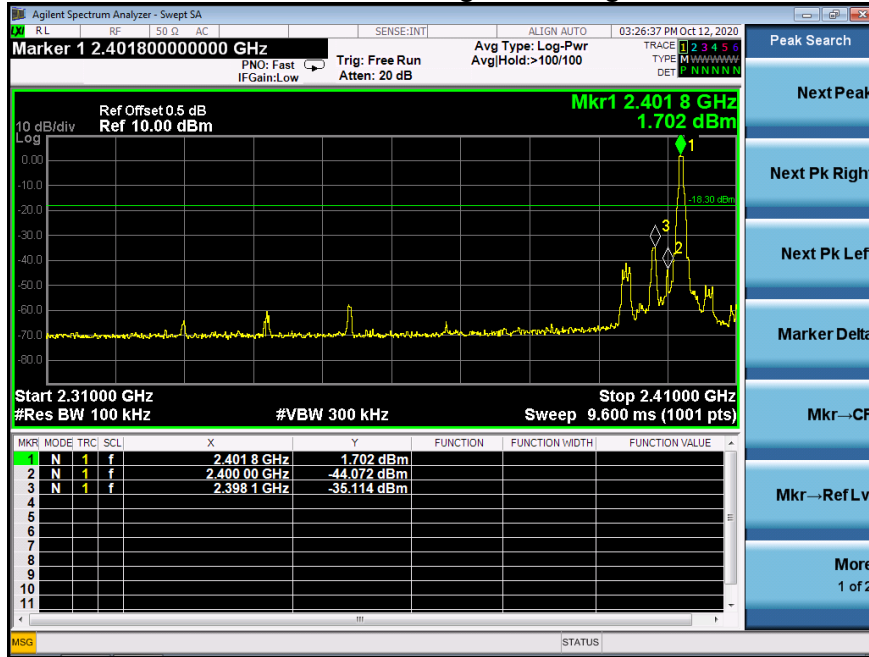 Agilent Spectrum Analyzer - Swept SA
RL RF 50 Ω AC SENSE:INT ALIGN AUTO 03:26:37 PM Oct 12, 2020
Marker 1 2.401800000000 GHz
PNO: Fast
IFGain:Low
Trig: Free Run
Atten: 20 dB
Avg Type: Log-Pwr
Avg|Hold:>100/100
TRACE 1 2 3 4 5 6
TYPE M WWWWW
DET P N N N N N
Ref Offset 0.5 dB
10 dB/div Ref 10.00 dBm
Log
Mkr1 2.401 8 GHz
1.702 dBm
0.00
-10.0
-20.0
-30.0
-40.0
-50.0
-60.0
-70.0
-80.0
1
-18.30 dBm
3
2
Start 2.31000 GHz Stop 2.41000 GHz
#Res BW 100 kHz #VBW 300 kHz Sweep 9.600 ms (1001 pts)
MKR MODE TRC SCL X Y FUNCTION FUNCTION WIDTH FUNCTION VALUE
1 N 1 f 2.401 8 GHz 1.702 dBm
2 N 1 f 2.400 00 GHz -44.072 dBm
3 N 1 f 2.398 1 GHz -35.114 dBm
4
5
6
7
8
9
10
11
MSG STATUS
Peak Search
Next Peak
Next Pk Righ
Next Pk Lef
Marker Delta
Mkr→CF
Mkr→Ref Lv
More
1 of 2